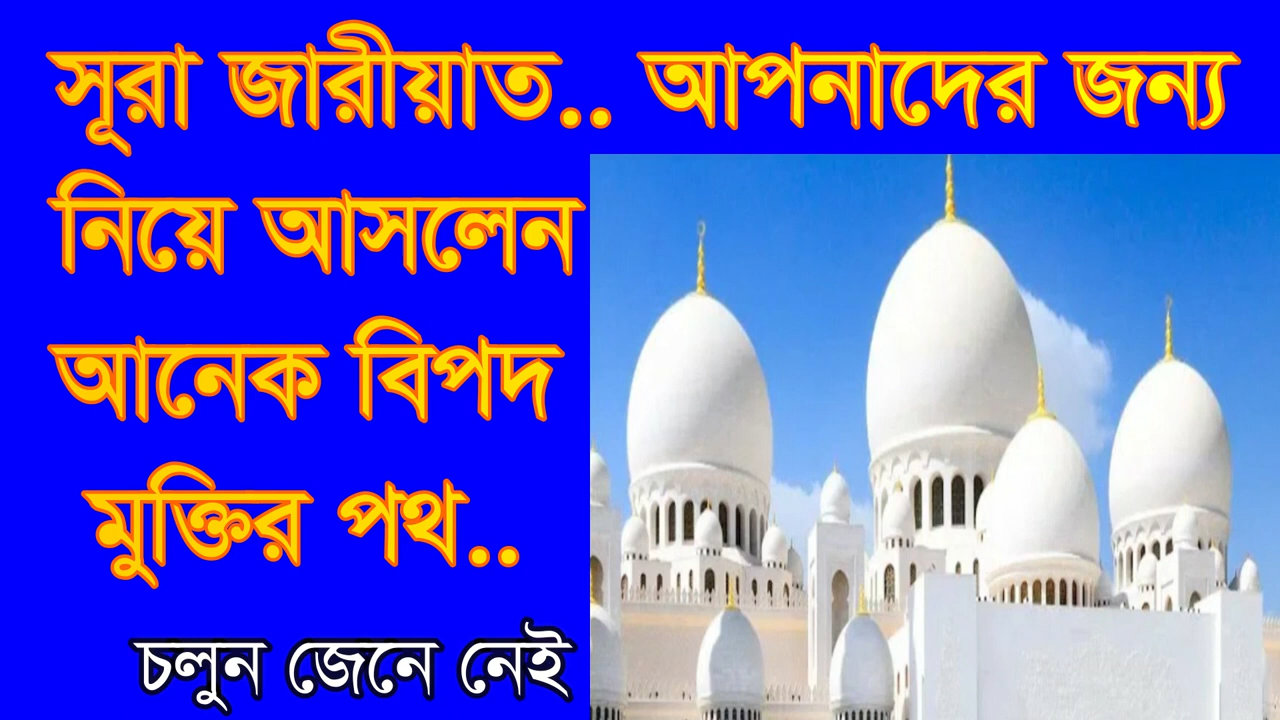 সূরা জারীয়াত.. আপনাদের জন্য
নিয়ে আসলেন
আনেক বিপদ
মুক্তির পথ..
চলুন জেনে নেই